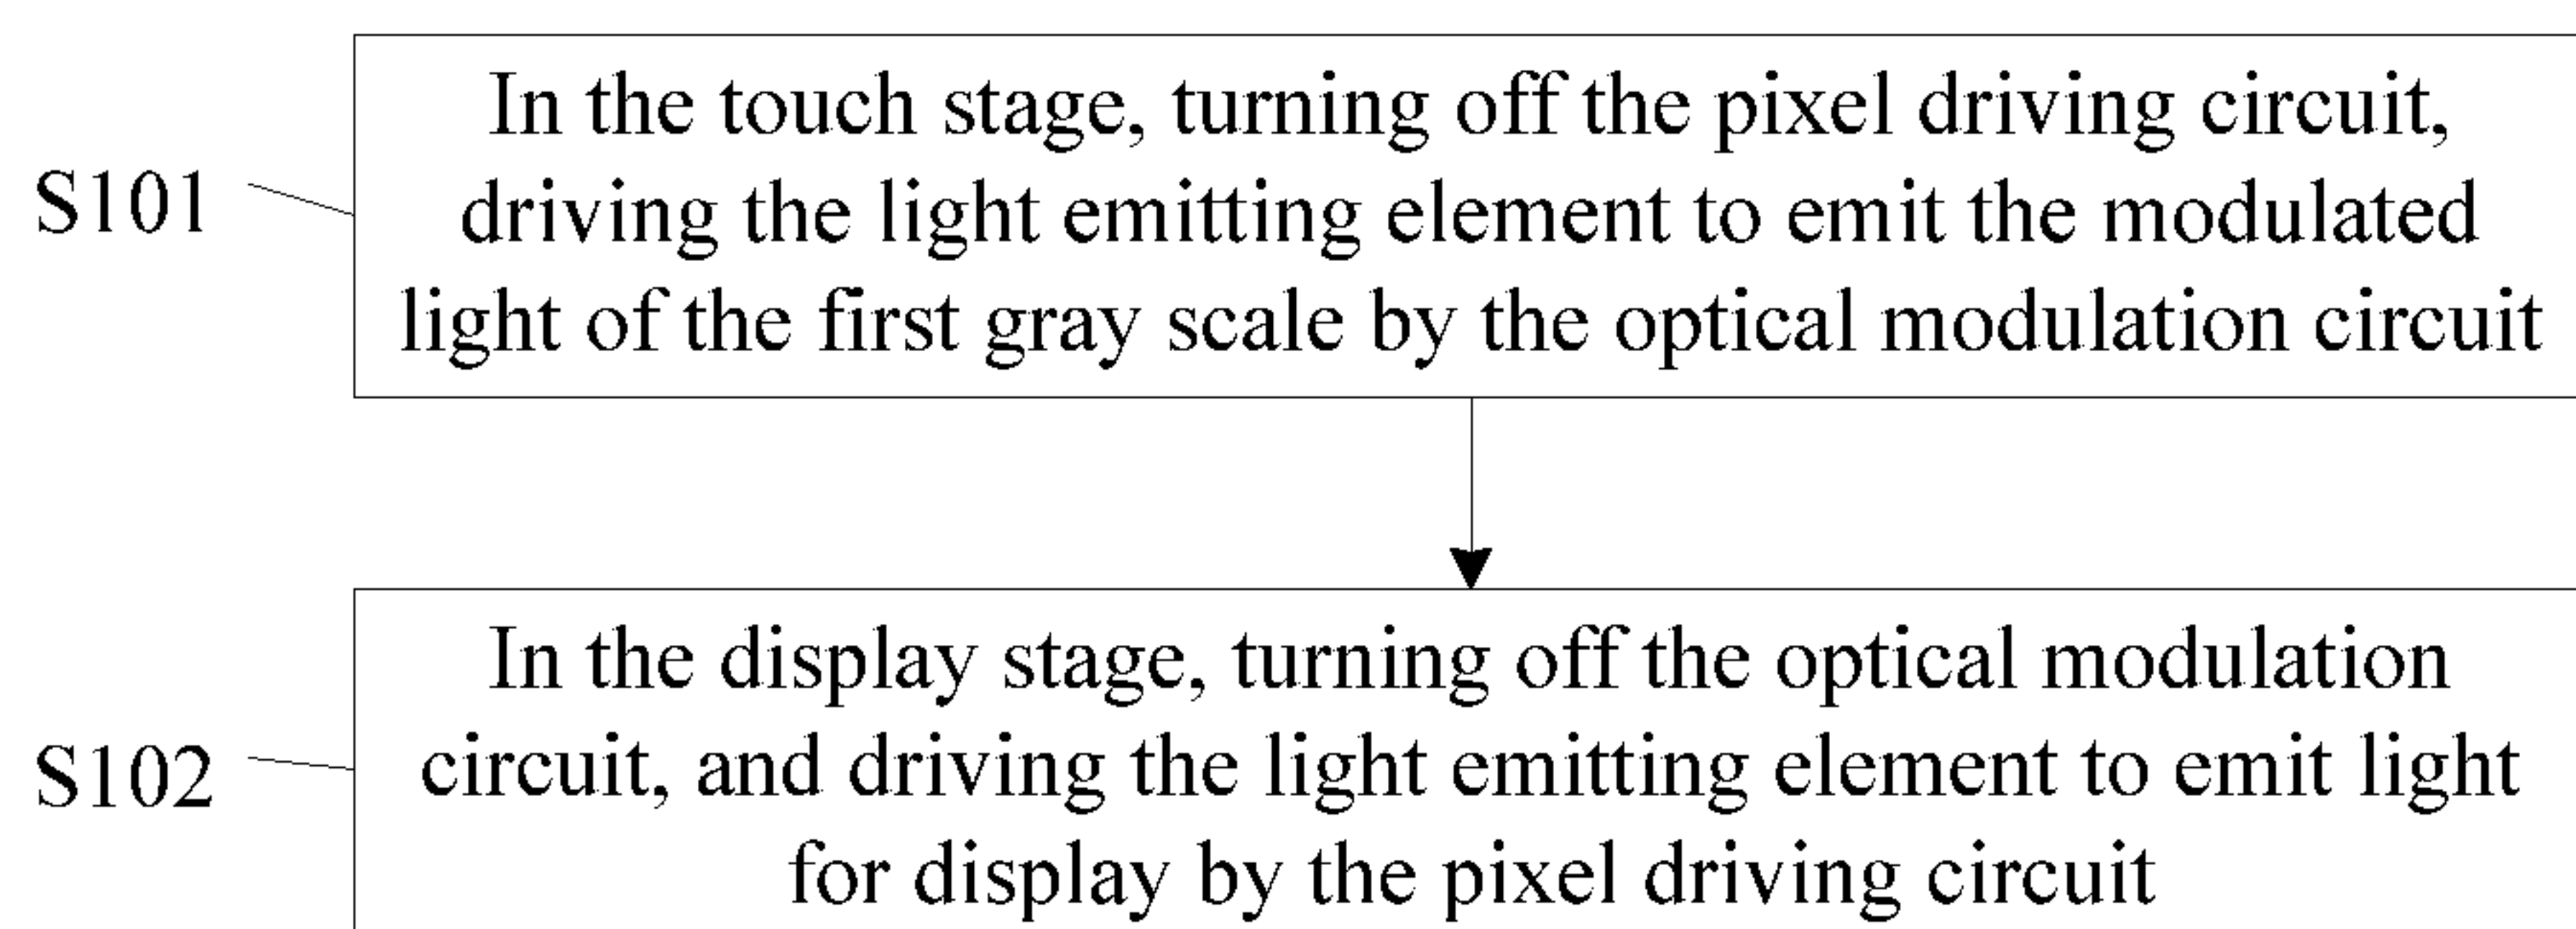 In the touch stage, turning off the pixel driving circuit,
S101
driving the light emitting element to emit the modulated
light of the first gray scale by the optical modulation circuit
In the display stage, turning off the optical modulation
S102
circuit, and driving the light emitting element to emit light
for display by the pixel driving circuit